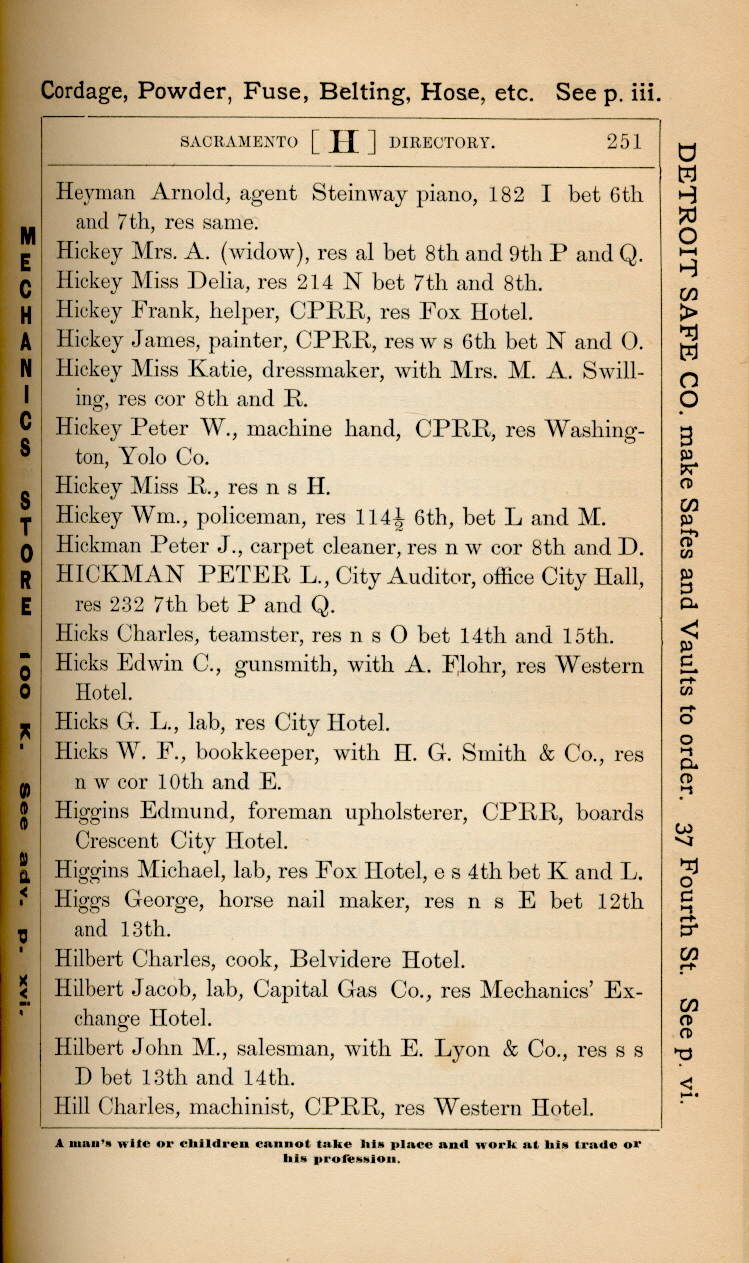 Cordage, Powder, Fuse, Belting, Hose, etc. See p. iii.
SACRAMENTO [ H ] DIRECTORY. 251
Heyman Arnold, agent Steinway piano, 182 I bet 6th
and 7th, res same.
Hickey Mrs. A. (widow), res al bet 8th and 9th P and Q.
Hickey Miss Delia, res 214 N bet 7th and 8th.
Hickey Frank, helper, CPRR, res Fox Hotel.
Hickey James, painter, CPRR, res w s 6th bet N and O.
Hickey Miss Katie, dressmaker, with Mrs. M. A. Swill-
ing, res cor 8th and R.
Hickey Peter W., machine hand, CPRR, res Washing-
ton, Yolo Co.
Hickey Miss R., res n s H.
Hickey Wm., policeman, res 114½ 6th, bet L and M.
Hickman Peter J., carpet cleaner, res n w cor 8th and D.
HICKMAN PETER L., City Auditor, office City Hall,
res 232 7th bet P and Q.
Hicks Charles, teamster, res n s O bet 14th and 15th.
Hicks Edwin C., gunsmith, with A. Flohr, res Western
Hotel.
Hicks G. L., lab, res City Hotel.
Hicks W. F., bookkeeper, with H. G. Smith & Co., res
n w cor 10th and E.
Higgins Edmund, foreman upholsterer, CPRR, boards
Crescent City Hotel.
Higgins Michael, lab, res Fox Hotel, e s 4th bet K and L.
Higgs George, horse nail maker, res n s E bet 12th
and 13th.
Hilbert Charles, cook, Belvidere Hotel.
Hilbert Jacob, lab, Capital Gas Co., res Mechanics' Ex-
change Hotel.
Hilbert John M., salesman, with E. Lyon & Co., res s s
D bet 13th and 14th.
Hill Charles, machinist, CPRR, res Western Hotel.
A man's wife or children cannot take his place and work at his trade or
his profession.
MECHANICS STORE 100 K. See adv. p. xvi.
DETROIT SAFE CO. make Safes and Vaults to order. 37 Fourth St. See p. vi.